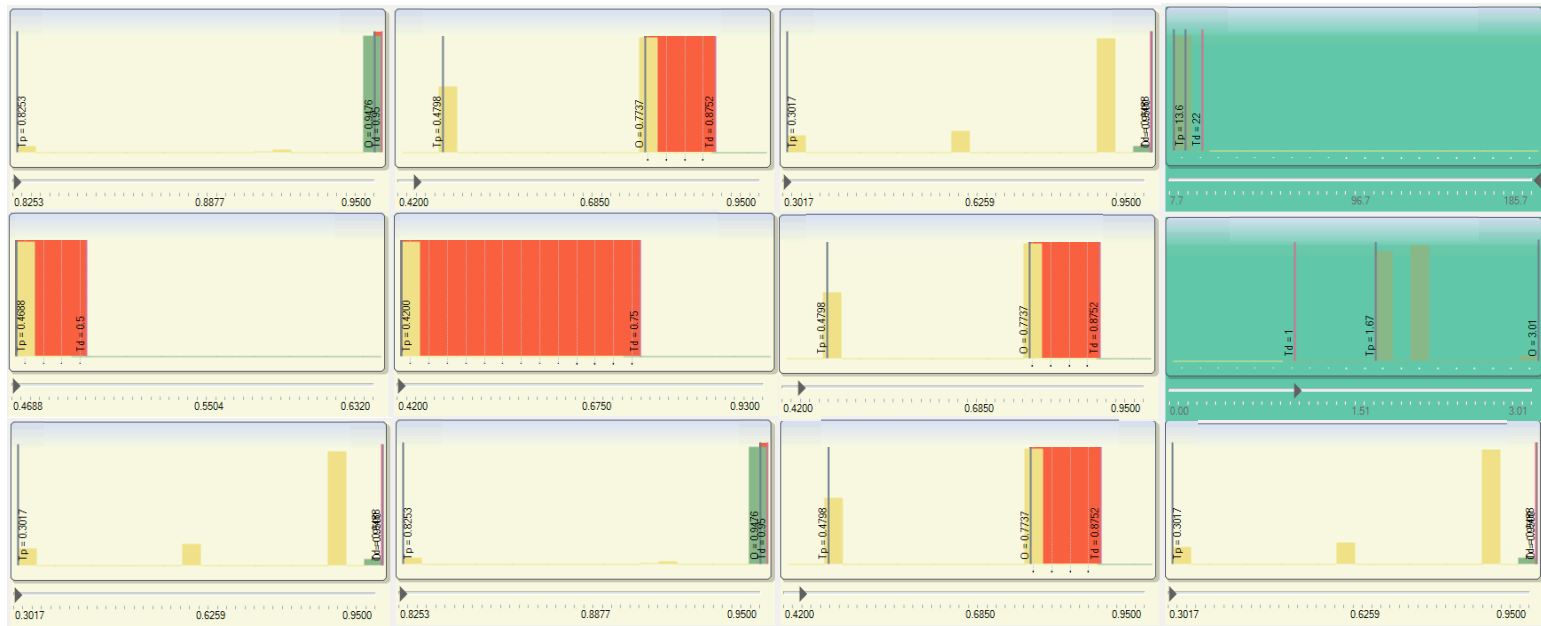 Tp = 0.8253
O = 0.9476
Td = 0.95
0.8253 0.8877 0.9500
Tp = 0.4798
O = 0.7737
Td = 0.8752
0.4200 0.6850 0.9500
Tp = 0.3017
0.3017 0.6259 0.9500
Tp = 13.6
Td = 22
7.7 96.7 185.7
Tp = 0.4688
Td = 0.5
0.4688 0.5504 0.6320
Tp = 0.4200
Td = 0.75
0.4200 0.6750 0.9300
Tp = 0.4798
O = 0.7737
Td = 0.8752
0.4200 0.6850 0.9500
Td = 1
Tp = 1.67
O = 3.01
0.00 1.51 3.01
Tp = 0.3017
0.3017 0.6259 0.9500
Tp = 0.8253
O = 0.9476
Td = 0.95
0.8253 0.8877 0.9500
Tp = 0.4798
O = 0.7737
Td = 0.8752
0.4200 0.6850 0.9500
Tp = 0.3017
0.3017 0.6259 0.9500